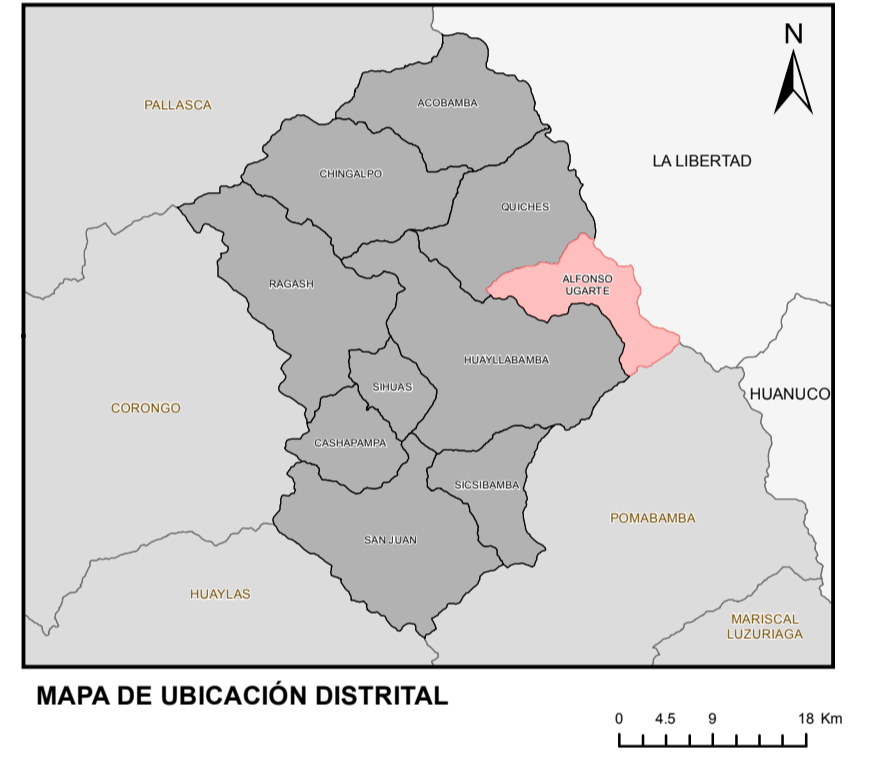 N
PALLASCA
ACOBAMBA
LA LIBERTAD
CHINGALPO
QUICHES
RAGASH
ALFONSO
UGARTE
HUAYLLABAMBA
SIHUAS
HUANUCO
CORONGO
CASHAPAMPA
SICSIBAMBA
POMABAMBA
SAN JUAN
HUAYLAS
MARISCAL
LUZURIAGA
MAPA DE UBICACIÓN DISTRITAL
0 4.5 9 18 Km